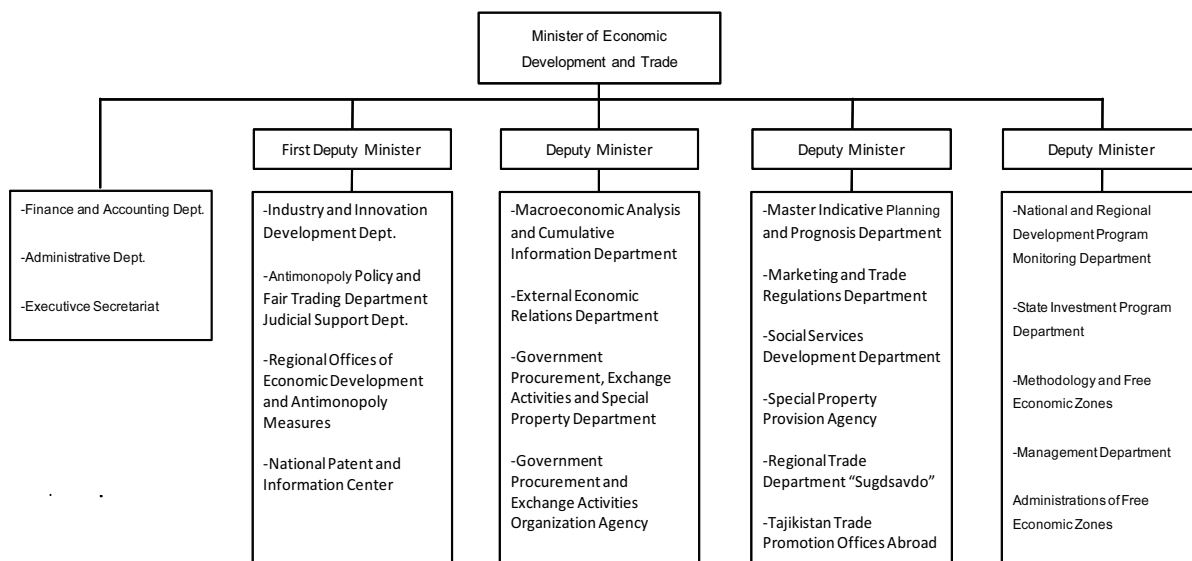 Minister of Economic
Development and Trade
First Deputy Minister
Deputy Minister
Deputy Minister
Deputy Minister
-Finance and Accounting Dept.
-Administrative Dept.
-Executivce Secretariat
-Industry and Innovation
Development Dept.
-Antimonopoly Policy and
Fair Trading Department
Judicial Support Dept.
-Regional Offices of
Economic Development
and Antimonopoly
Measures
-National Patent and
Information Center
-Macroeconomic Analysis
and Cumulative
Information Department
-External Economic
Relations Department
-Government
Procurement, Exchange
Activities and Special
Property Department
-Government
Procurement and
Exchange Activities
Organization Agency
-Master Indicative Planning
and Prognosis Department
-Marketing and Trade
Regulations Department
-Social Services
Development Department
-Special Property
Provision Agency
-Regional Trade
Department “Sugdsavdo”
-Tajikistan Trade
Promotion Offices Abroad
-National and Regional
Development Program
Monitoring Department
-State Investment Program
Department
-Methodology and Free
Economic Zones
-Management Department
Administrations of Free
Economic Zones